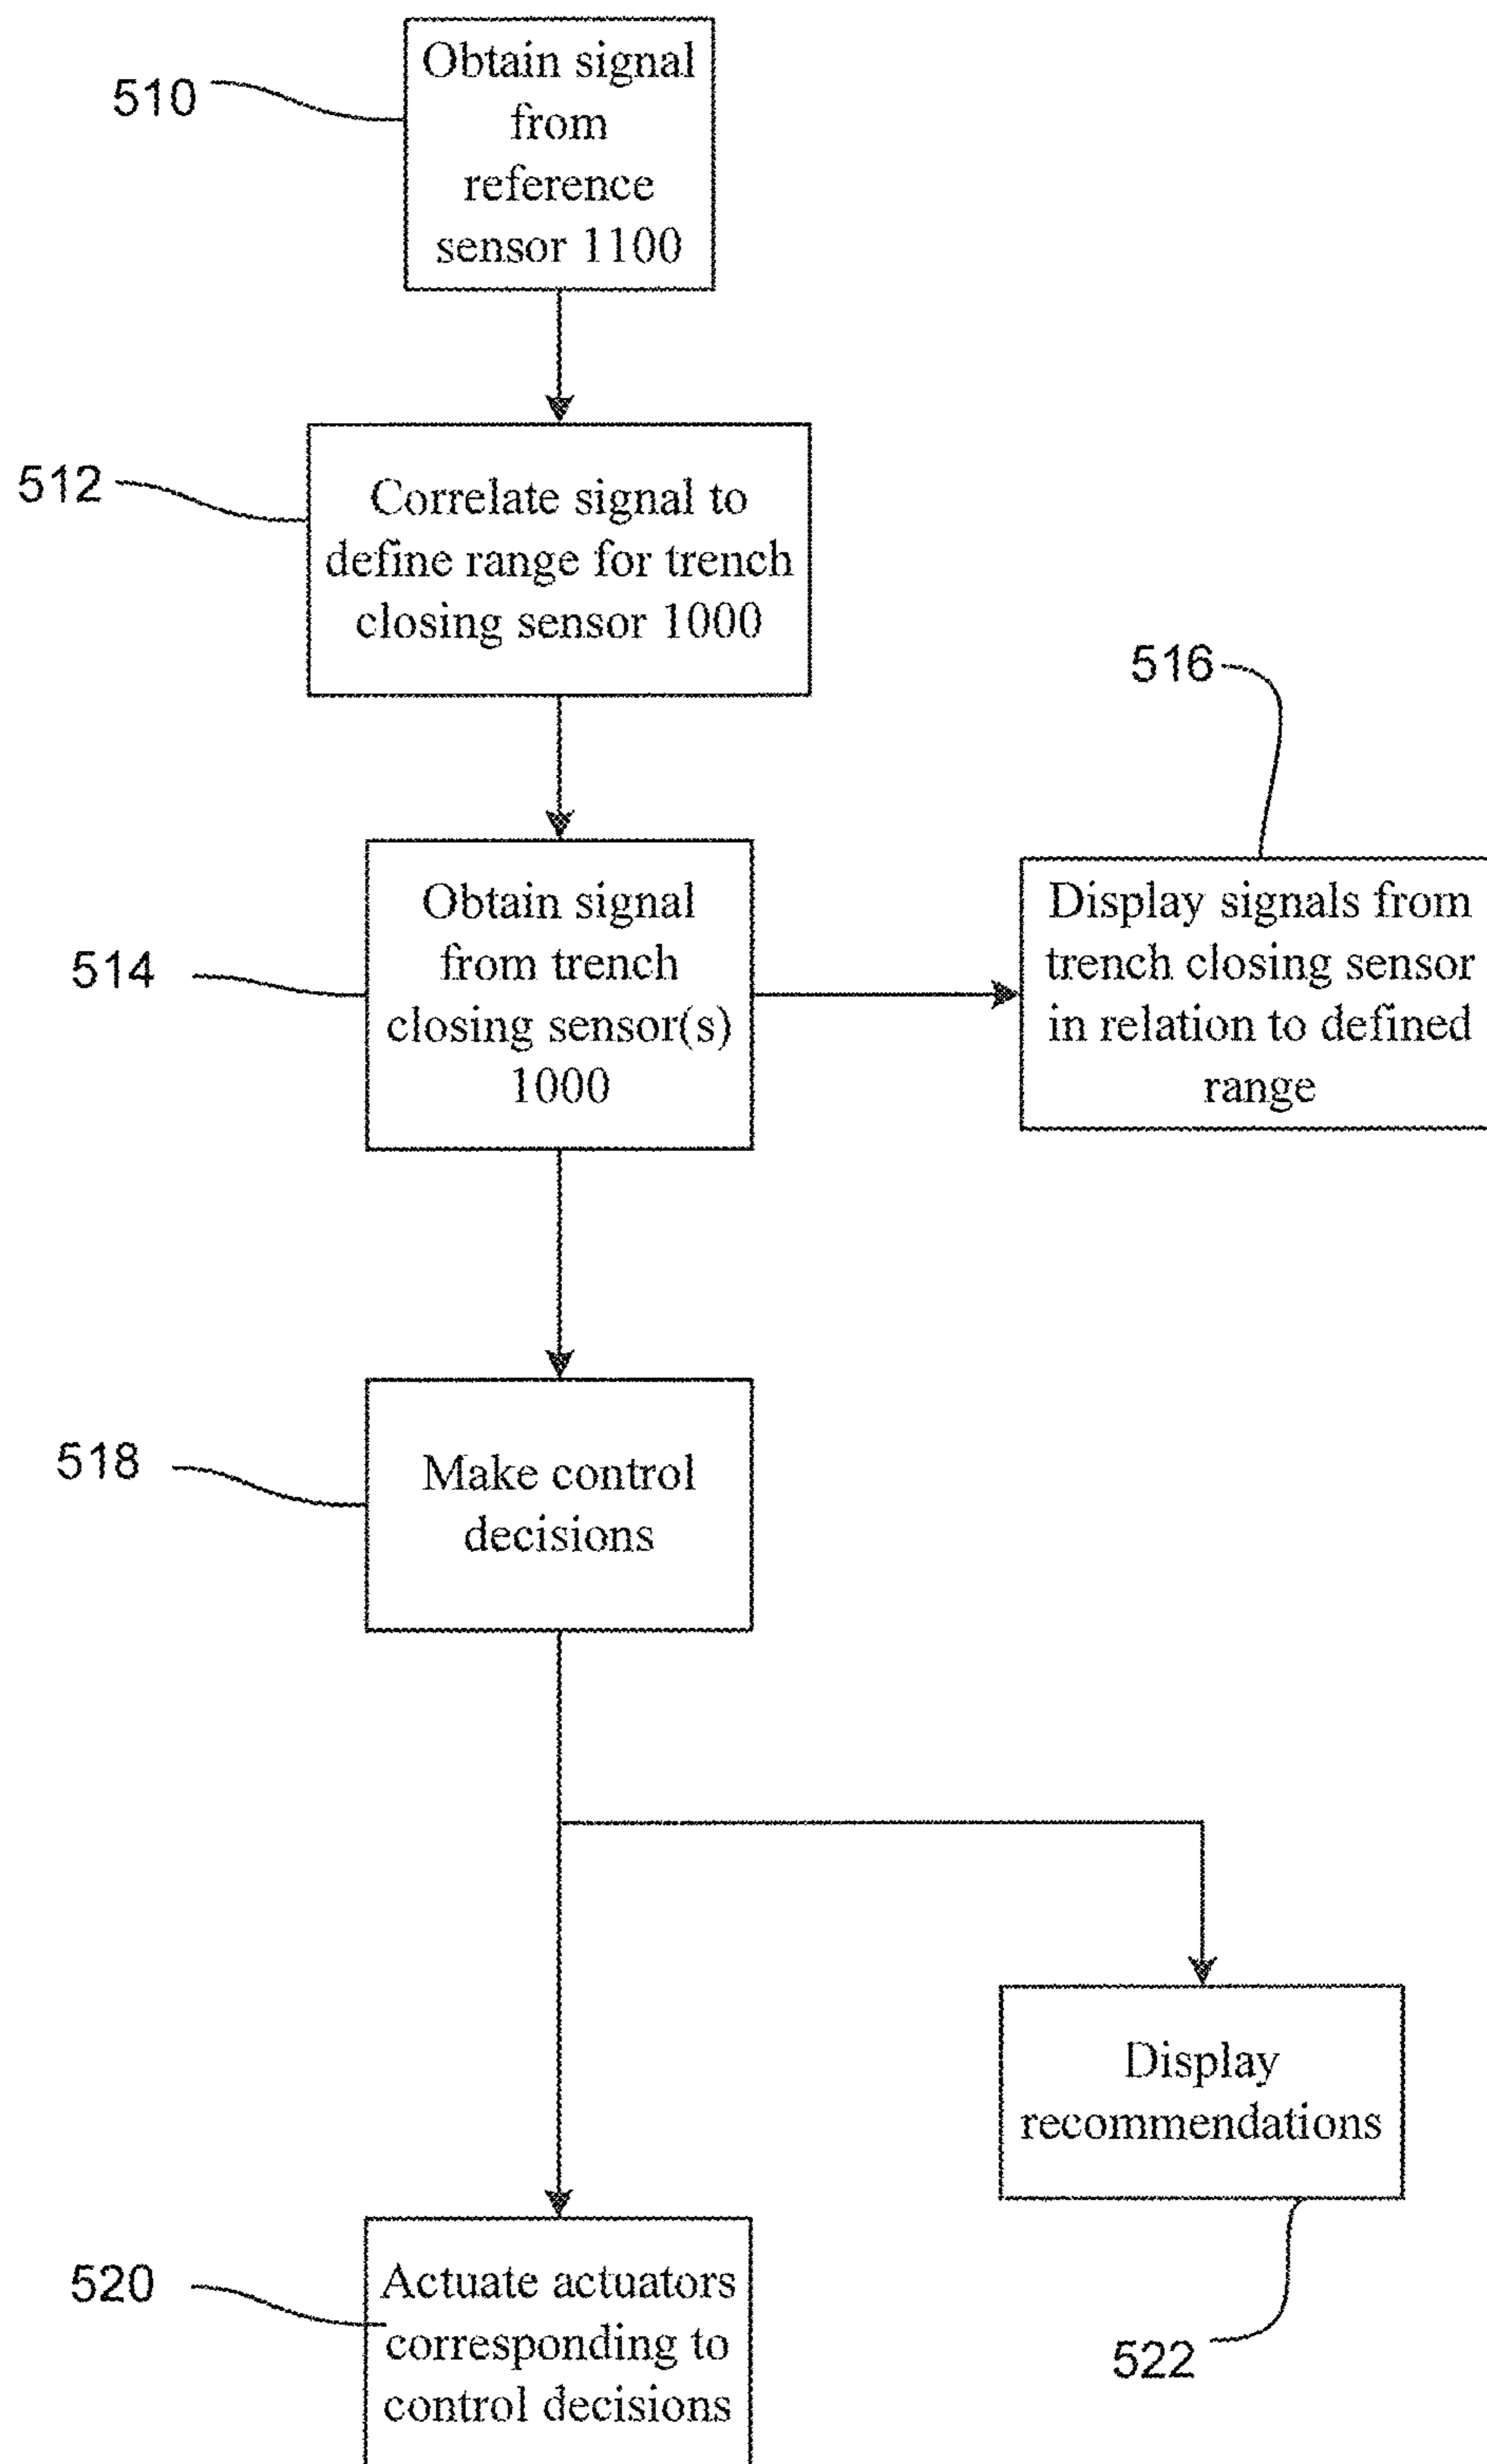 510
Obtain signal
from
reference
sensor 1100
512
Correlate signal to
define range for trench
closing sensor 1000
514
Obtain signal
from trench
closing sensor(s)
1000
516
Display signals from
trench closing sensor
in relation to defined
range
518
Make control
decisions
520
Actuate actuators
corresponding to
control decisions
Display
recommendations
522